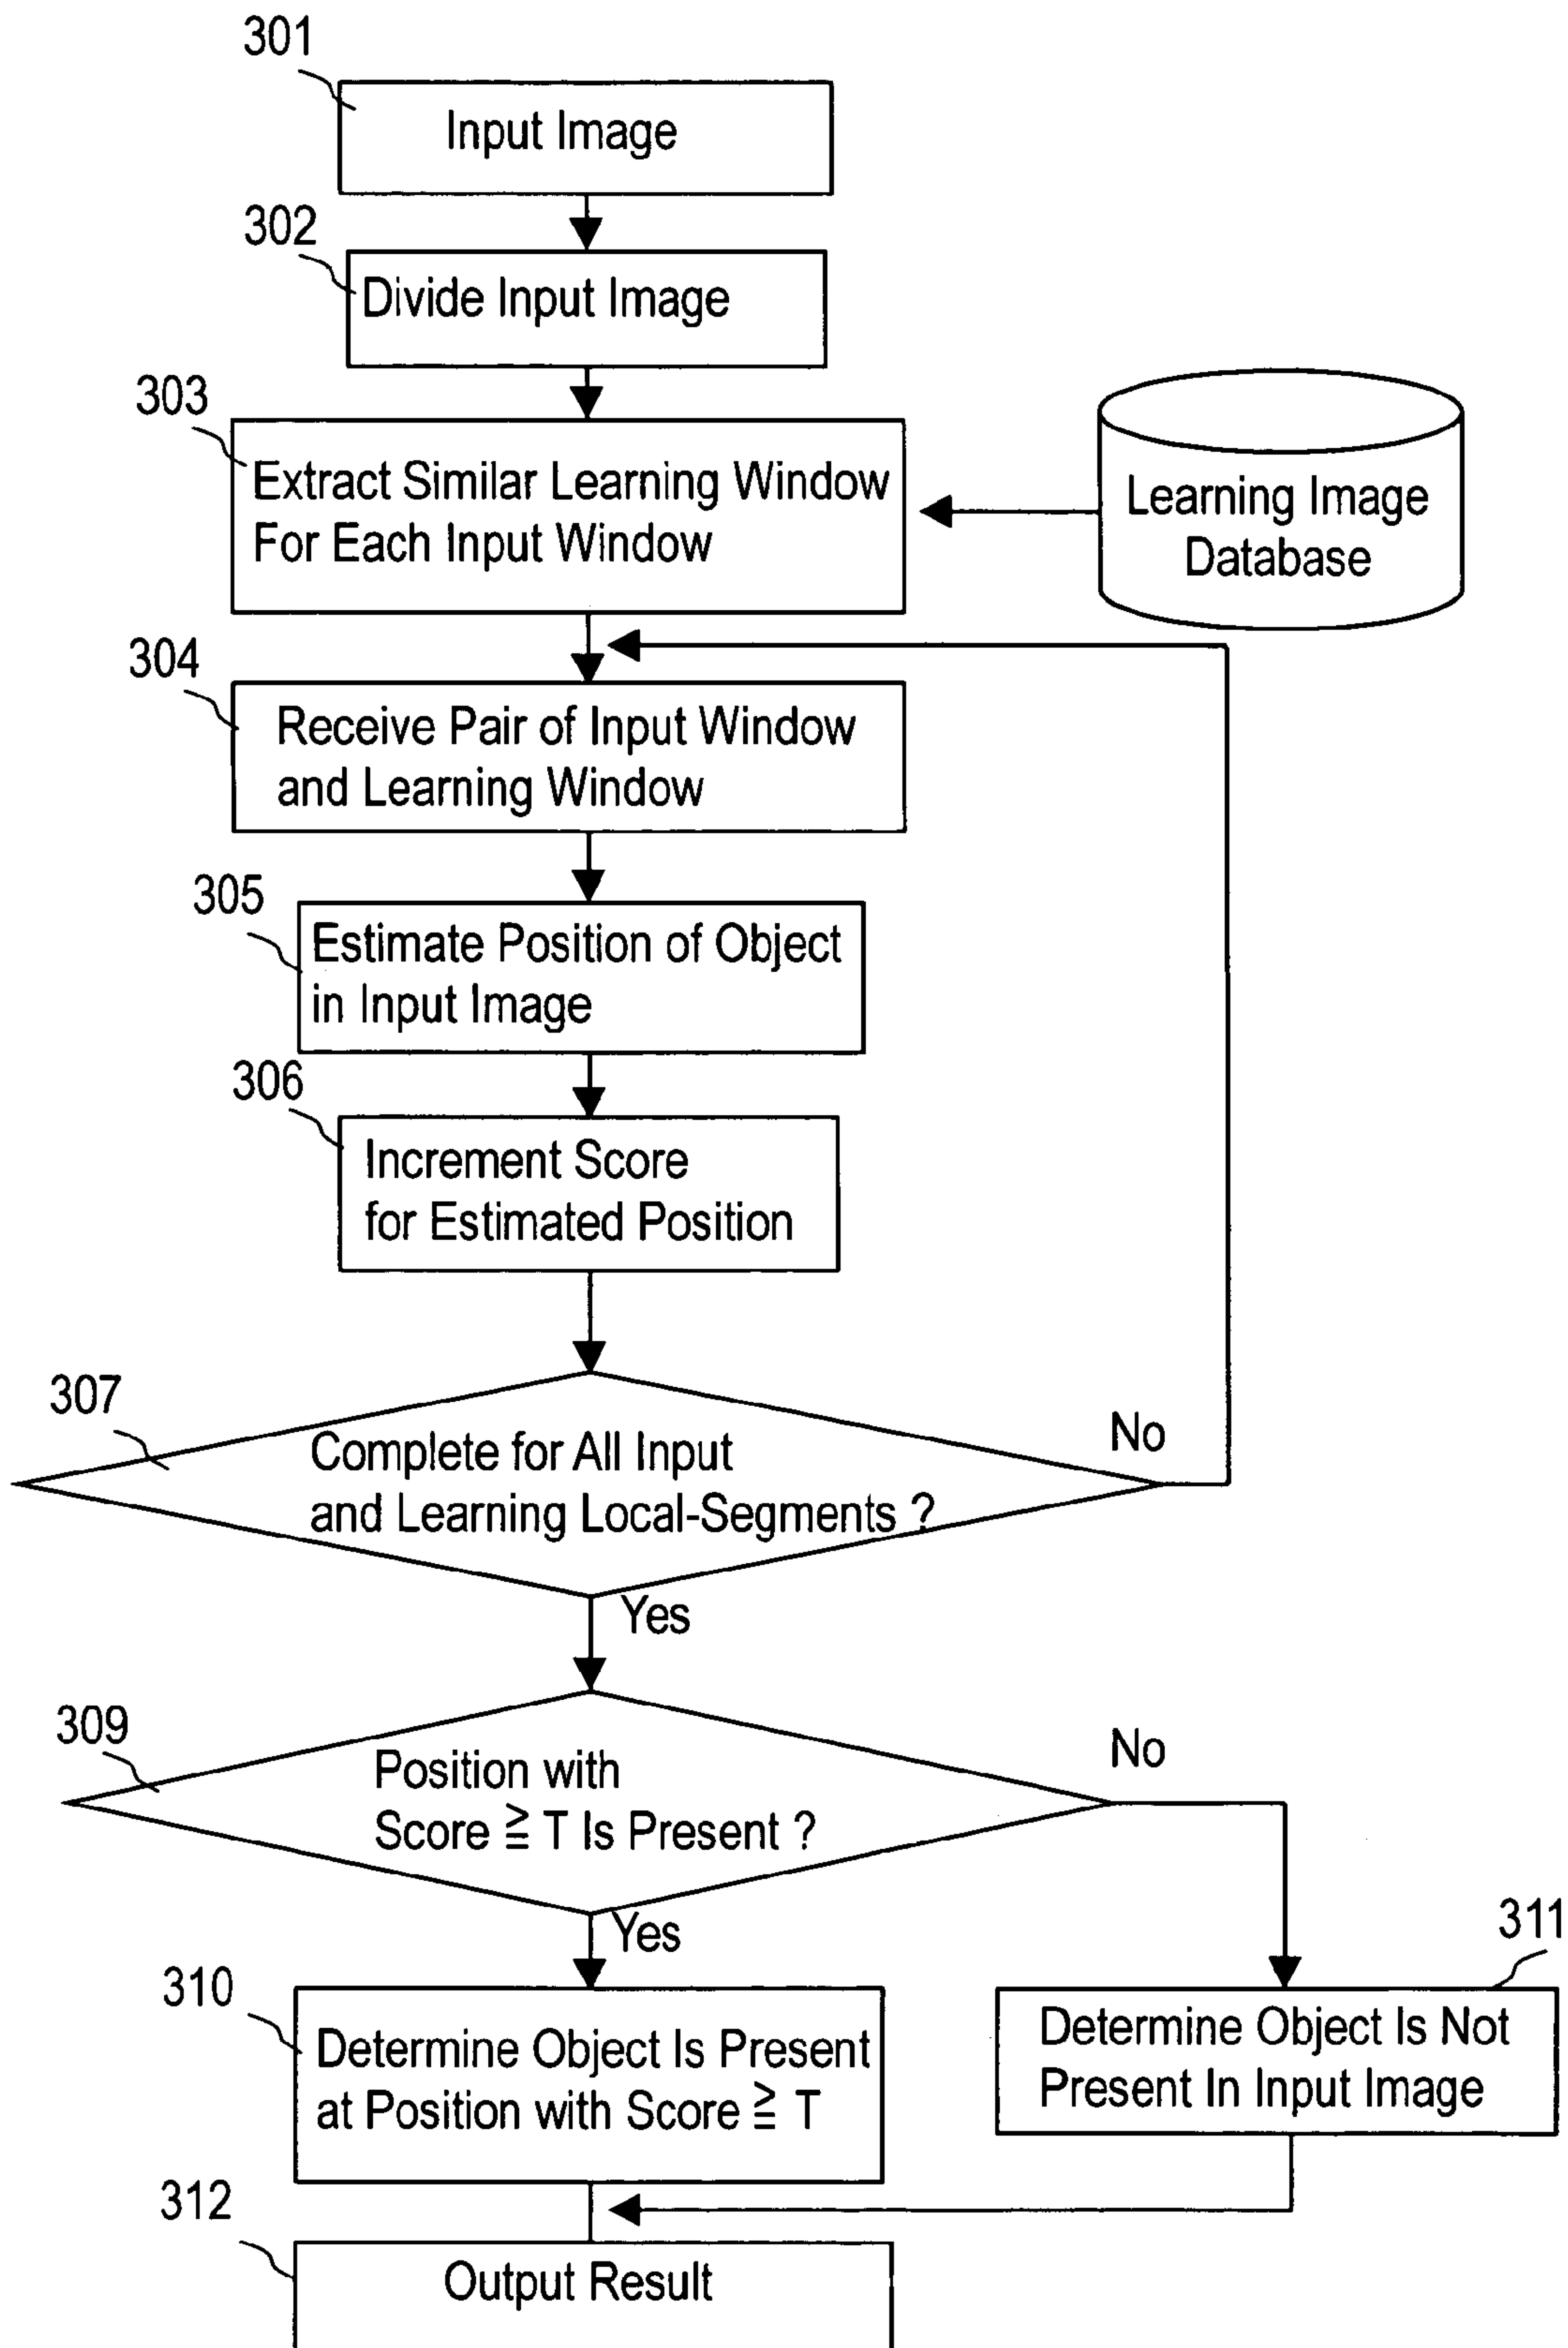 301
Input Image
302
Divide Input Image
303
Extract Similar Learning Window
For Each Input Window
Learning Image
Database
304
Receive Pair of Input Window
and Learning Window
305
Estimate Position of Object
in Input Image
306
Increment Score
for Estimated Position
307
Complete for All Input
and Learning Local-Segments ?
No
Yes
309
Position with
Score ≧ T Is Present ?
No
Yes
310
Determine Object Is Present
at Position with Score ≧ T
311
Determine Object Is Not
Present In Input Image
312
Output Result